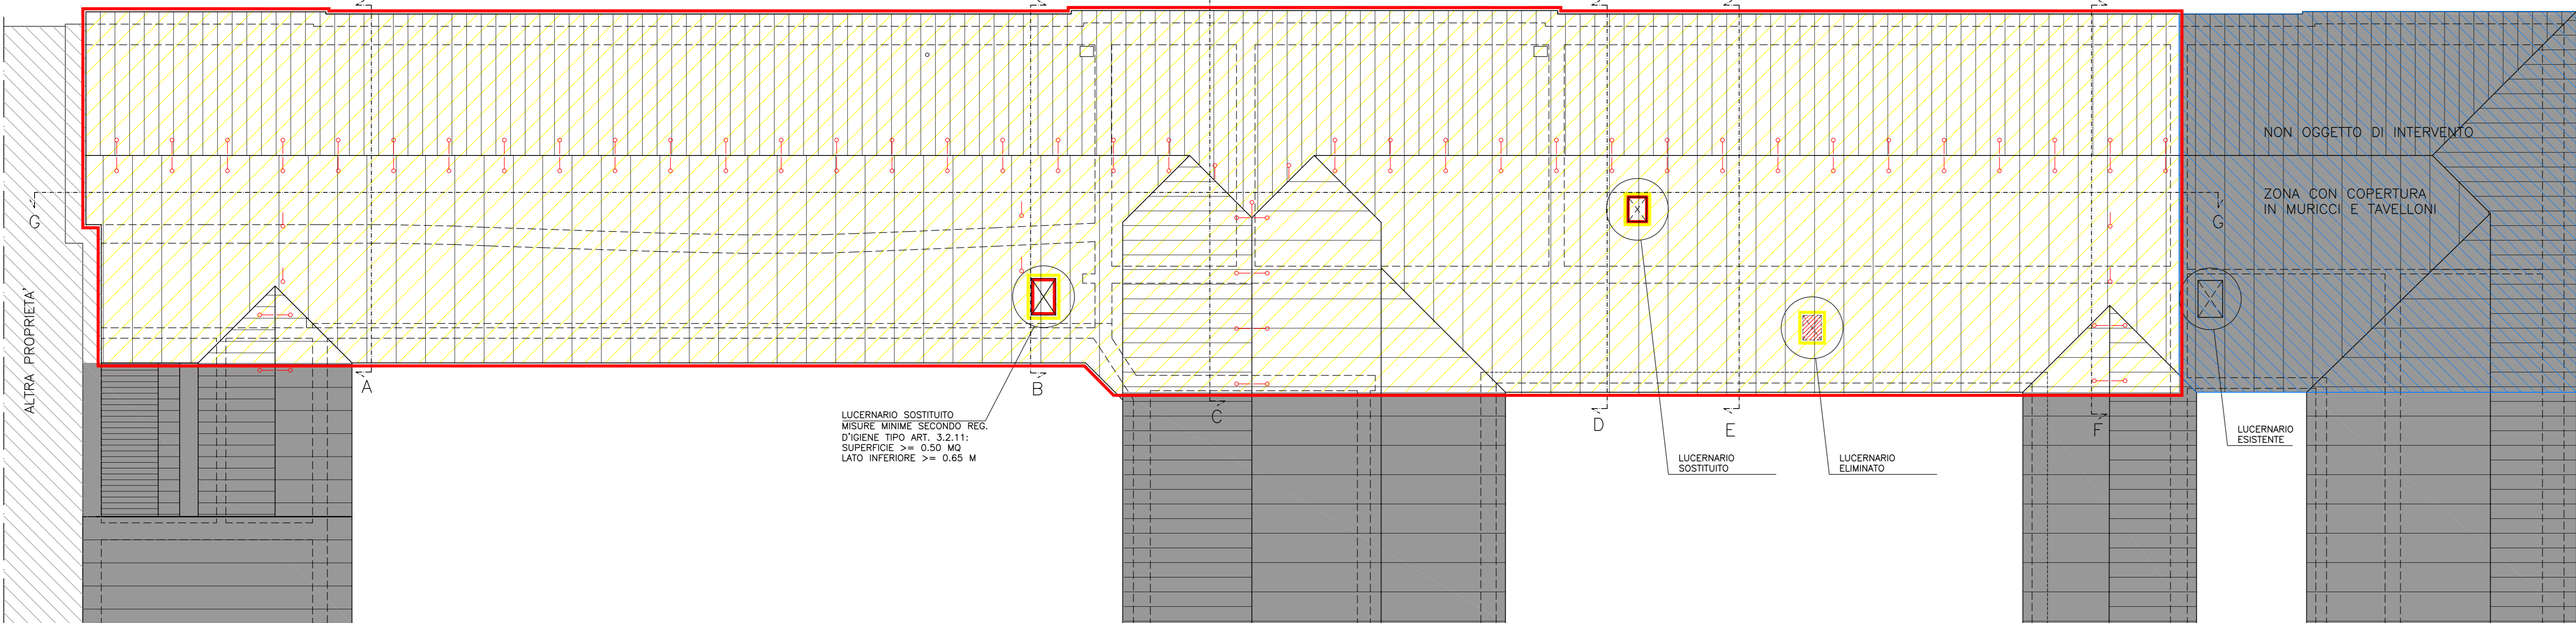 NON OGGETTO DI INTERVENTO
ZONA CON COPERTURA
IN MURICCI E TAVELLONI
G
G
ALTRA PROPRIETA'
A
B
C
D
E
F
LUCERNARIO SOSTITUITO
MISURE MINIME SECONDO REG.
D'IGIENE TIPO ART. 3.2.11:
SUPERFICIE >= 0.50 MQ
LATO INFERIORE >= 0.65 M
LUCERNARIO
SOSTITUITO
LUCERNARIO
ELIMINATO
LUCERNARIO
ESISTENTE